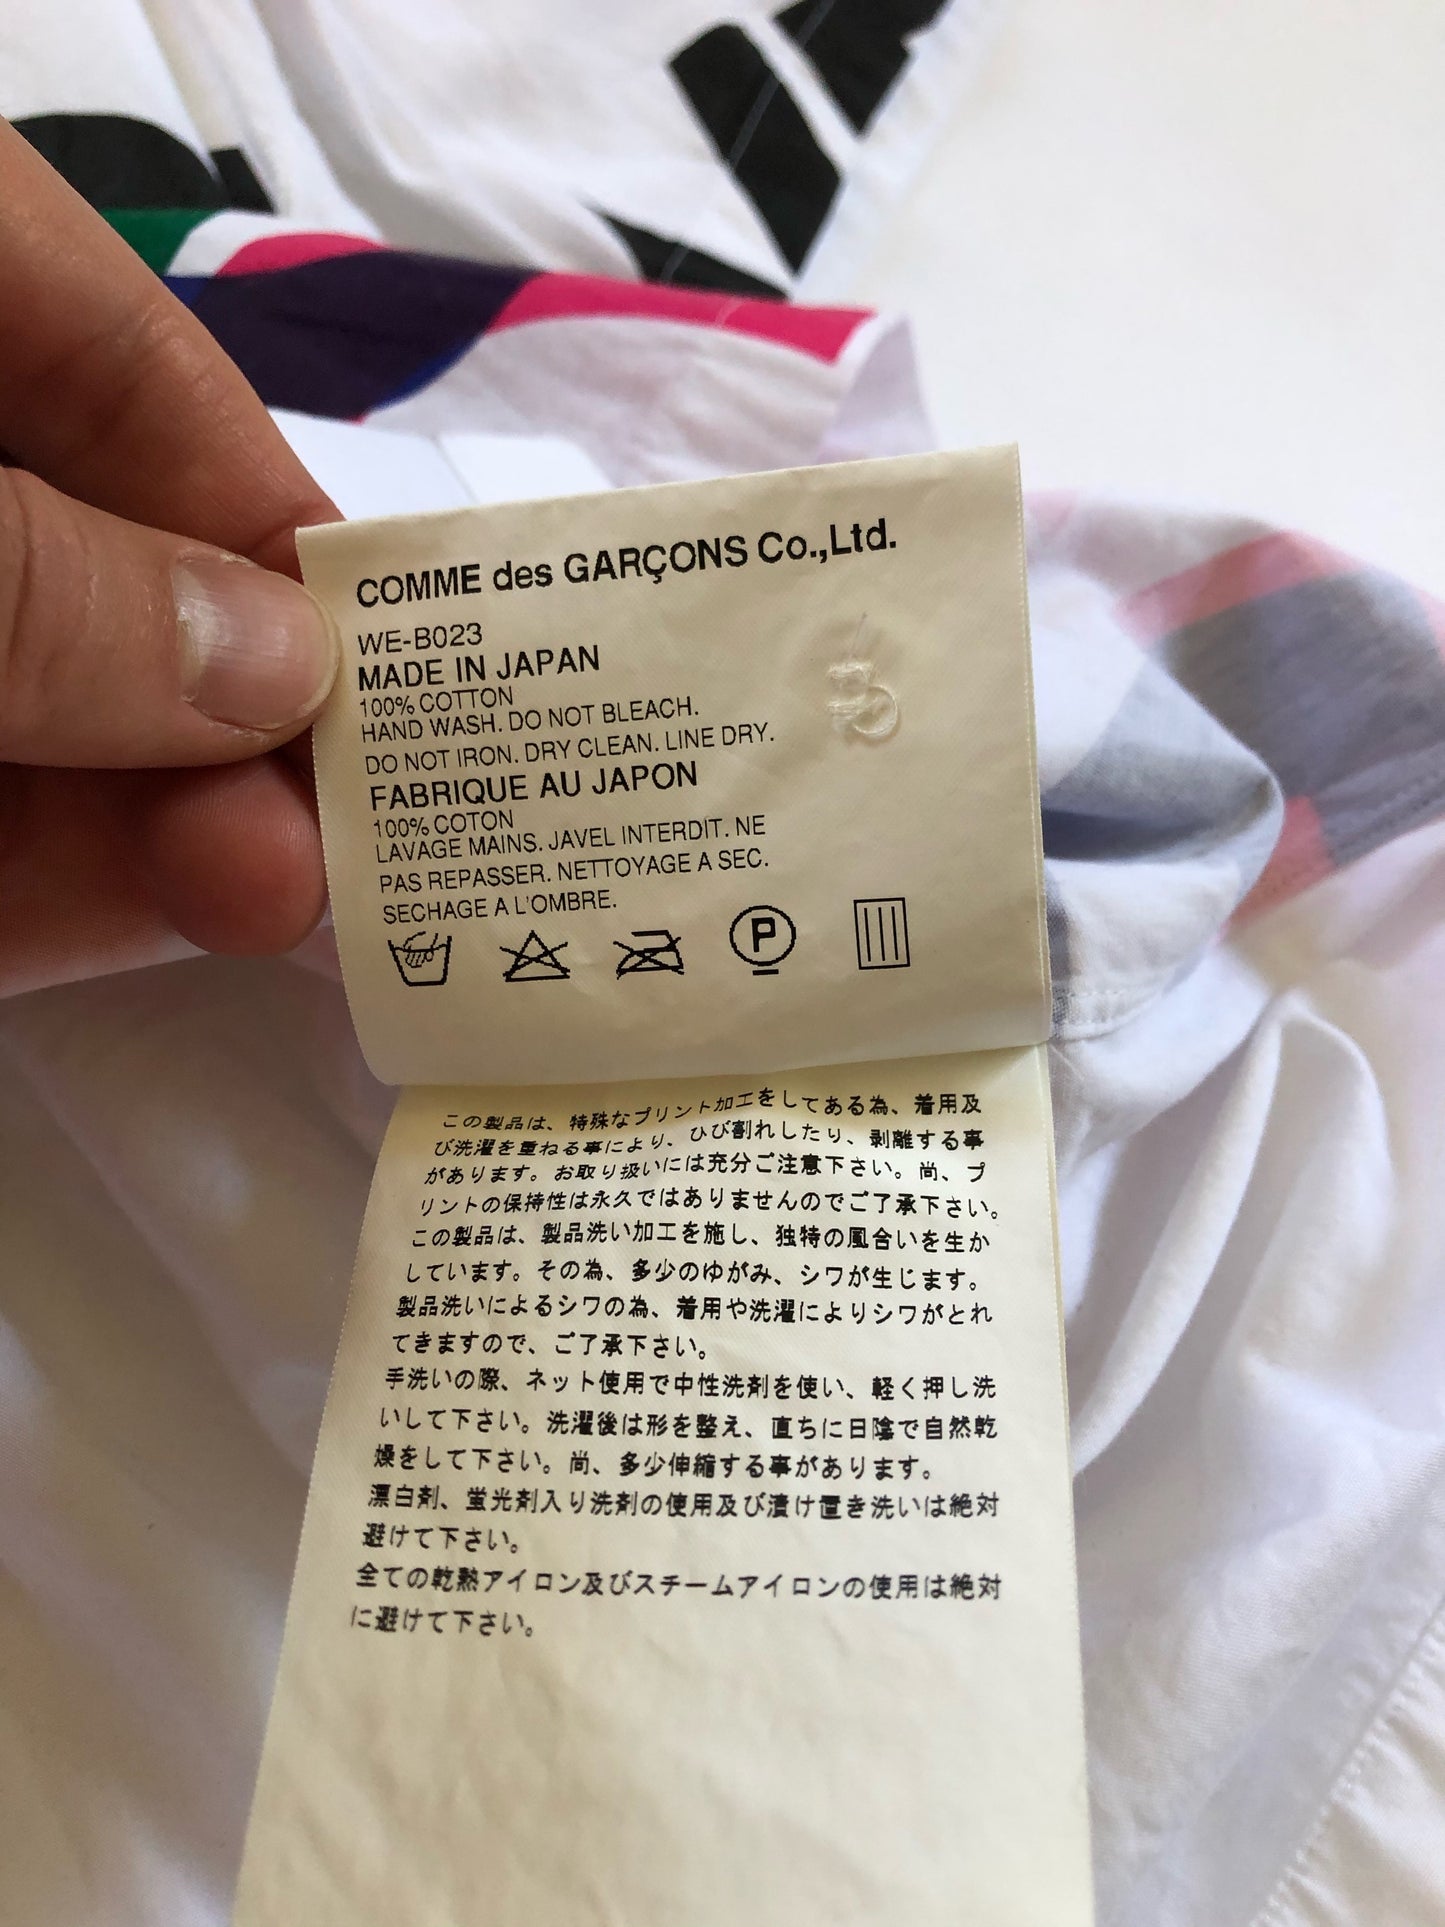 COMME des GARÇONS Co.,Ltd.
WE-B023
MADE IN JAPAN
100% COTTON
HAND WASH. DO NOT BLEACH.
DO NOT IRON. DRY CLEAN. LINE DRY.
FABRIQUE AU JAPON
100% COTON
LAVAGE MAINS. JAVEL INTERDIT. NE
PAS REPASSER. NETTOYAGE A SEC.
SECHAGE A L'OMBRE.
P
この製品は、特殊なプリント加工をしてある為、着用及
び洗濯を重ねる事により、ひび割れしたり、剥離する事
があります。お取り扱いには充分ご注意下さい。尚、プ
リントの保持性は永久ではありませんのでご了承下さい。
この製品は、製品洗い加工を施し、独特の風合いを生か
しています。その為、多少のゆがみ、シワが生じます。
製品洗いによるシワの為、着用や洗濯によりシワがとれ
てきますので、ご了承下さい。
手洗いの際、ネット使用で中性洗剤を使い、軽く押し洗
いして下さい。洗濯後は形を整え、直ちに日陰で自然乾
燥をして下さい。尚、多少伸縮する事があります。
漂白剤、蛍光剤入り洗剤の使用及び漬け置き洗いは絶対
避けて下さい。
全ての乾熱アイロン及びスチームアイロンの使用は絶対
に避けて下さい。